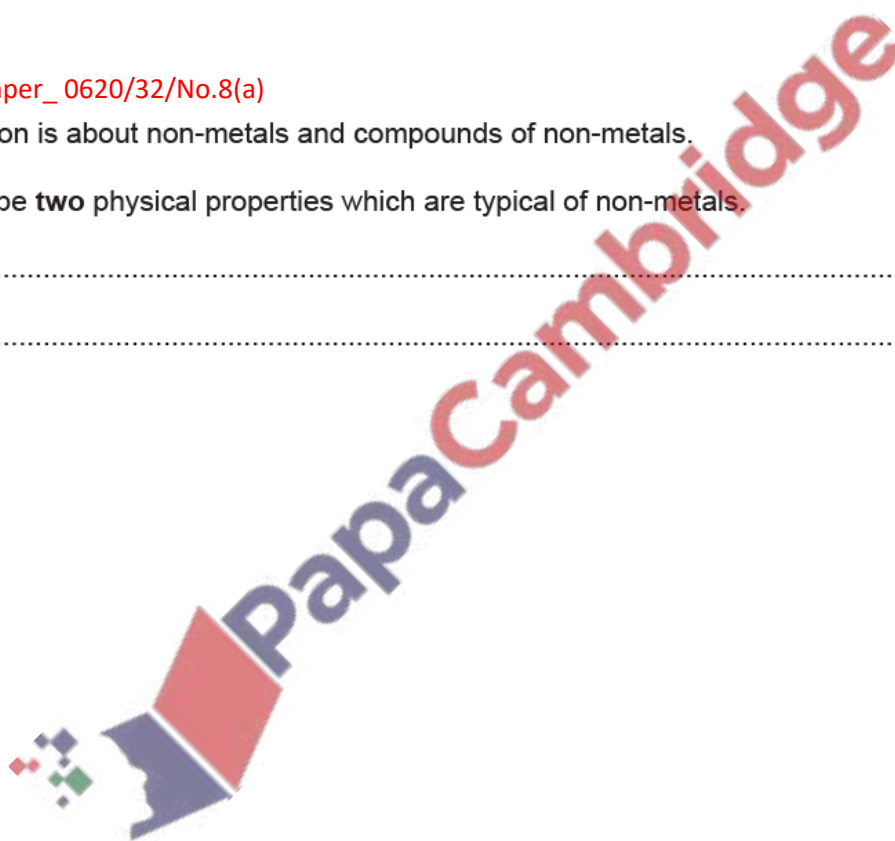 per_ 0620/32/No.8(a)
on is about non-metals and compounds of non-metals.
be two physical properties which are typical of non-metals.
....................................................................................................
....................................................................................................
PapaCambridge